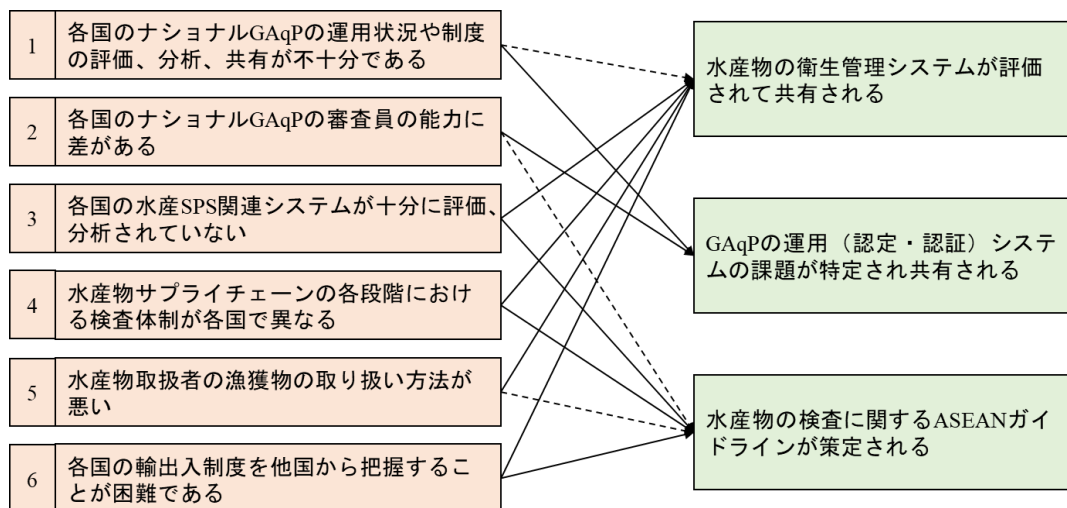 1
各国のナショナルGAqPの運用状況や制度
の評価、分析、共有が不十分である
2
各国のナショナルGAqPの審査員の能力に
差がある
3
各国の水産SPS関連システムが十分に評価、
分析されていない
4
水産物サプライチェーンの各段階におけ
る検査体制が各国で異なる
5
水産物取扱者の漁獲物の取り扱い方法が
悪い
6
各国の輸出入制度を他国から把握するこ
とが困難である
水産物の衛生管理システムが評価
されて共有される
GAqPの運用（認定・認証）システ
ムの課題が特定され共有される
水産物の検査に関するASEANガイ
ドラインが策定される